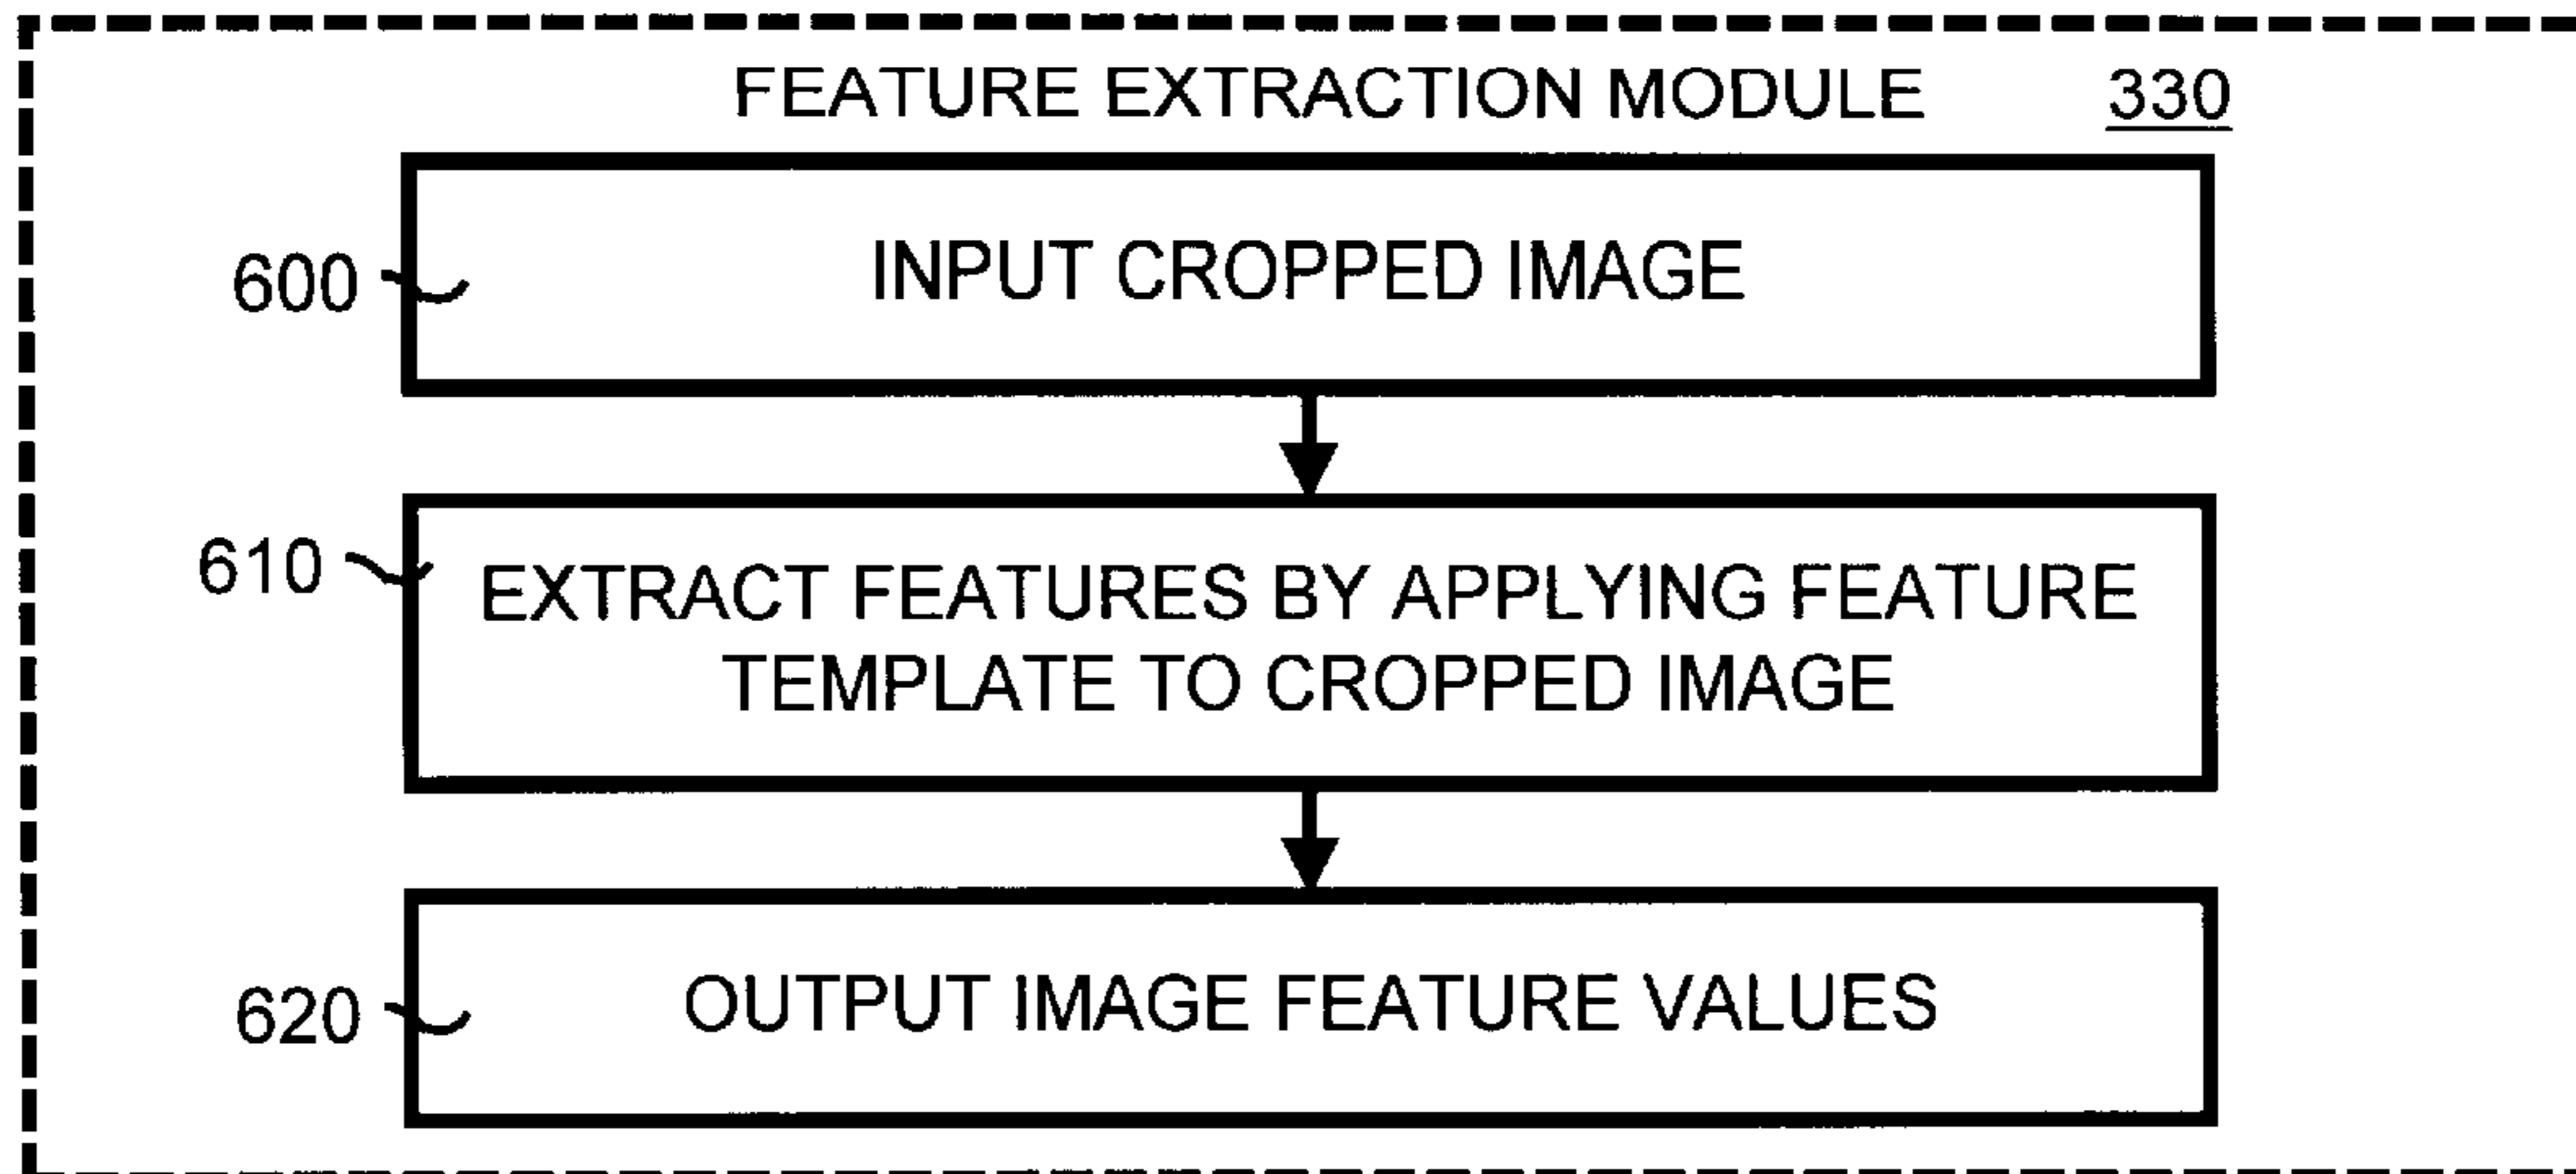 FEATURE EXTRACTION MODULE 330
600 INPUT CROPPED IMAGE
610 EXTRACT FEATURES BY APPLYING FEATURE
TEMPLATE TO CROPPED IMAGE
620 OUTPUT IMAGE FEATURE VALUES